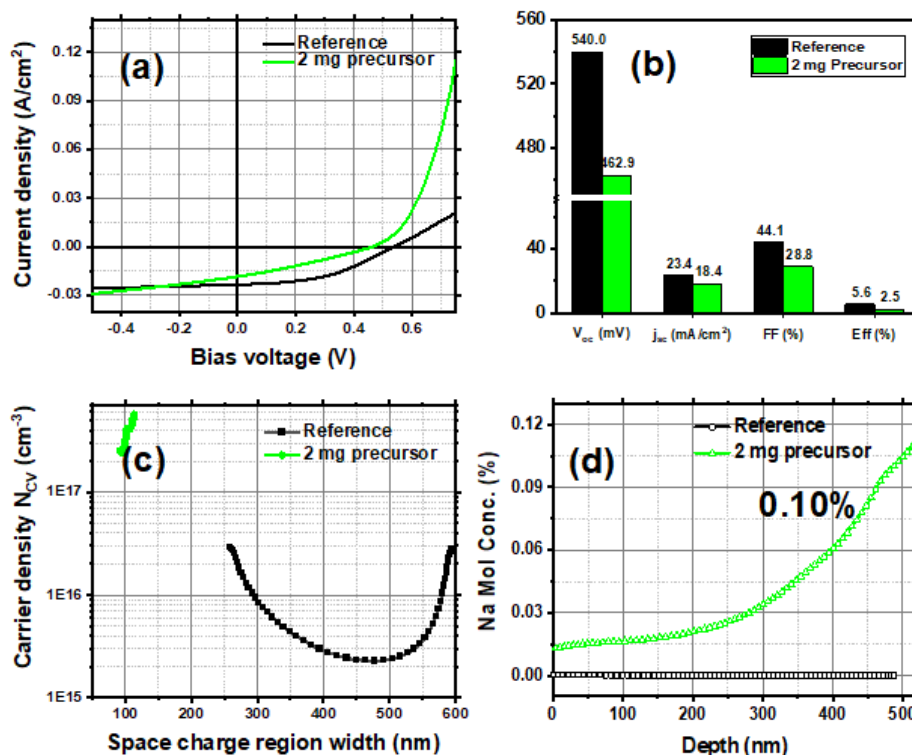 (a)
Reference
2 mg precursor
0.12
0.09
0.06
0.03
0.00
-0.03
-0.4
-0.2
0.0
0.2
0.4
0.6
Current density (A/cm²)
Bias voltage (V)
(b)
Reference
2 mg Precursor
560
520
480
40
0
540.0
462.9
23.4
18.4
44.1
28.8
5.6
2.5
Voc (mV)
jsc (mA/cm²)
FF (%)
Eff (%)
(c)
Reference
2 mg precursor
1E17
1E16
1E15
100
200
300
400
500
600
Carrier density NCV (cm-3)
Space charge region width (nm)
(d)
Reference
2 mg precursor
0.10%
0.12
0.09
0.06
0.03
0.00
0
100
200
300
400
500
Na Mol Conc. (%)
Depth (nm)